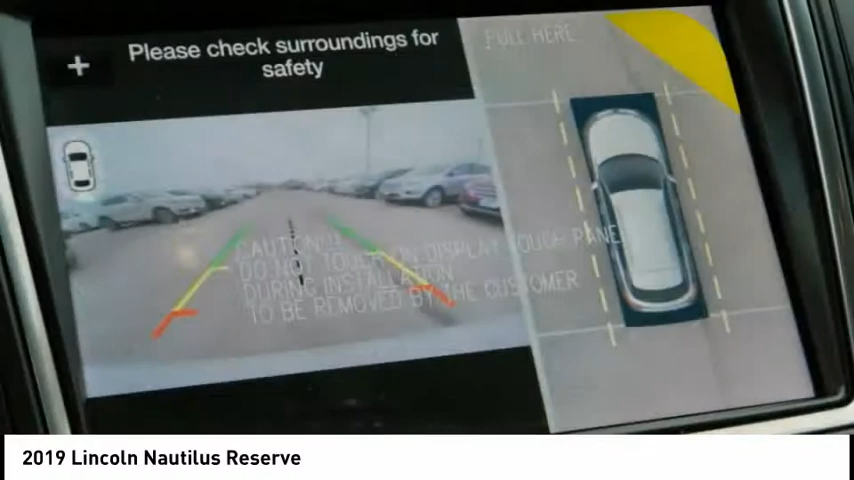 Please check surroundings for
safety
PULL HERE
CAUTION!!
DO NOT TOUCH ON DISPLAY TOUCH PANEL
DURING INSTALLATION
TO BE REMOVED BY THE CUSTOMER
2019 Lincoln Nautilus Reserve